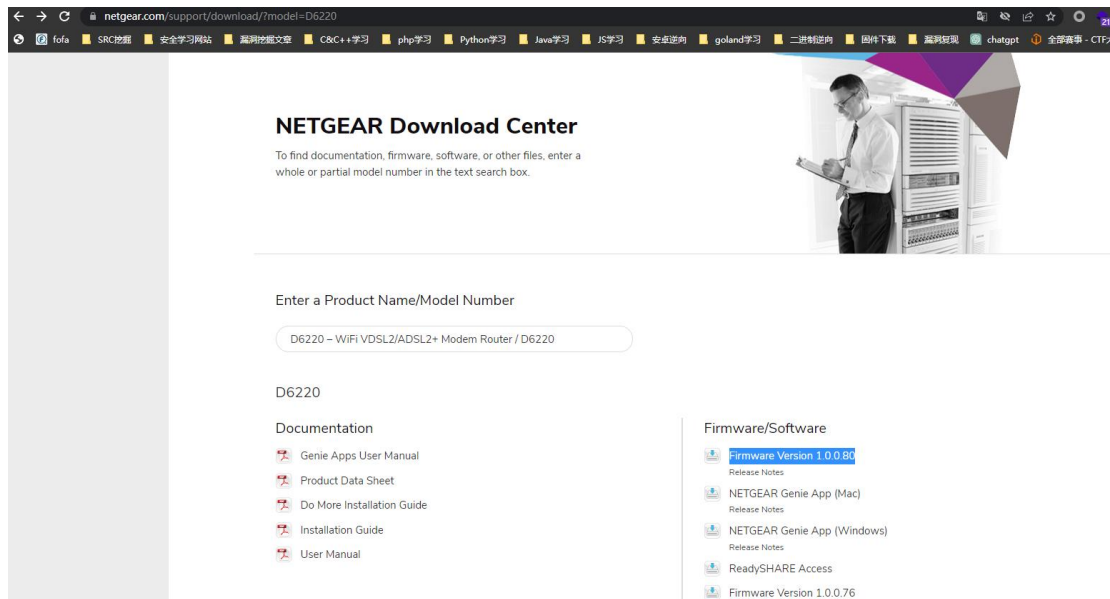 netgear.com/support/download/?model=D6220
21
fofa SRC挖掘 安全学习网站 漏洞挖掘文章 C&C++学习 php学习 Python学习 Java学习 JS学习 安卓逆向 goland学习 二进制逆向 固件下载 漏洞复现 chatgpt 全部赛事 - CTF
NETGEAR Download Center
To find documentation, firmware, software, or other files, enter a
whole or partial model number in the text search box.
Enter a Product Name/Model Number
D6220 – WiFi VDSL2/ADSL2+ Modem Router / D6220
D6220
Documentation
Genie Apps User Manual
Product Data Sheet
Do More Installation Guide
Installation Guide
User Manual
Firmware/Software
Firmware Version 1.0.0.80
Release Notes
NETGEAR Genie App (Mac)
Release Notes
NETGEAR Genie App (Windows)
Release Notes
ReadySHARE Access
Firmware Version 1.0.0.76